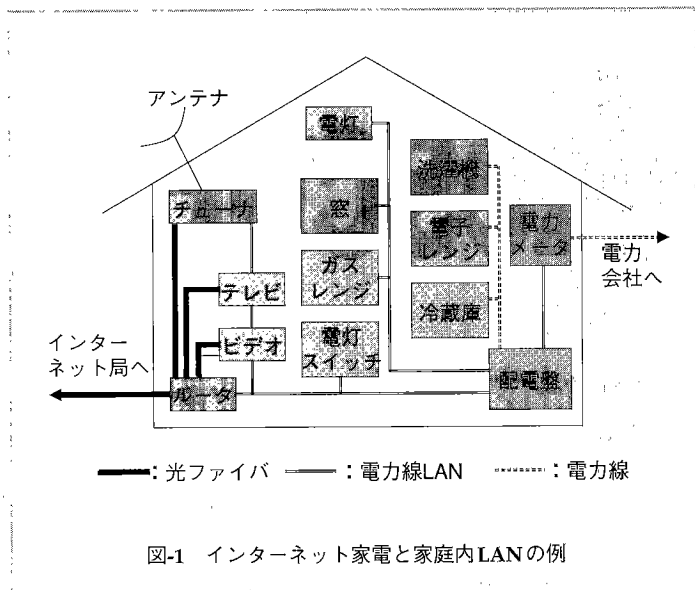 アンテナ
電灯
洗濯機
チューナ
窓
電子
レンジ
電力
メータ
電力
会社へ
ガス
レンジ
テレビ
冷蔵庫
インター
ネット局へ
ビデオ
電灯
スイッチ
ルータ
配電盤
:光ファイバ :電力線LAN :電力線
図-1 インターネット家電と家庭内LANの例